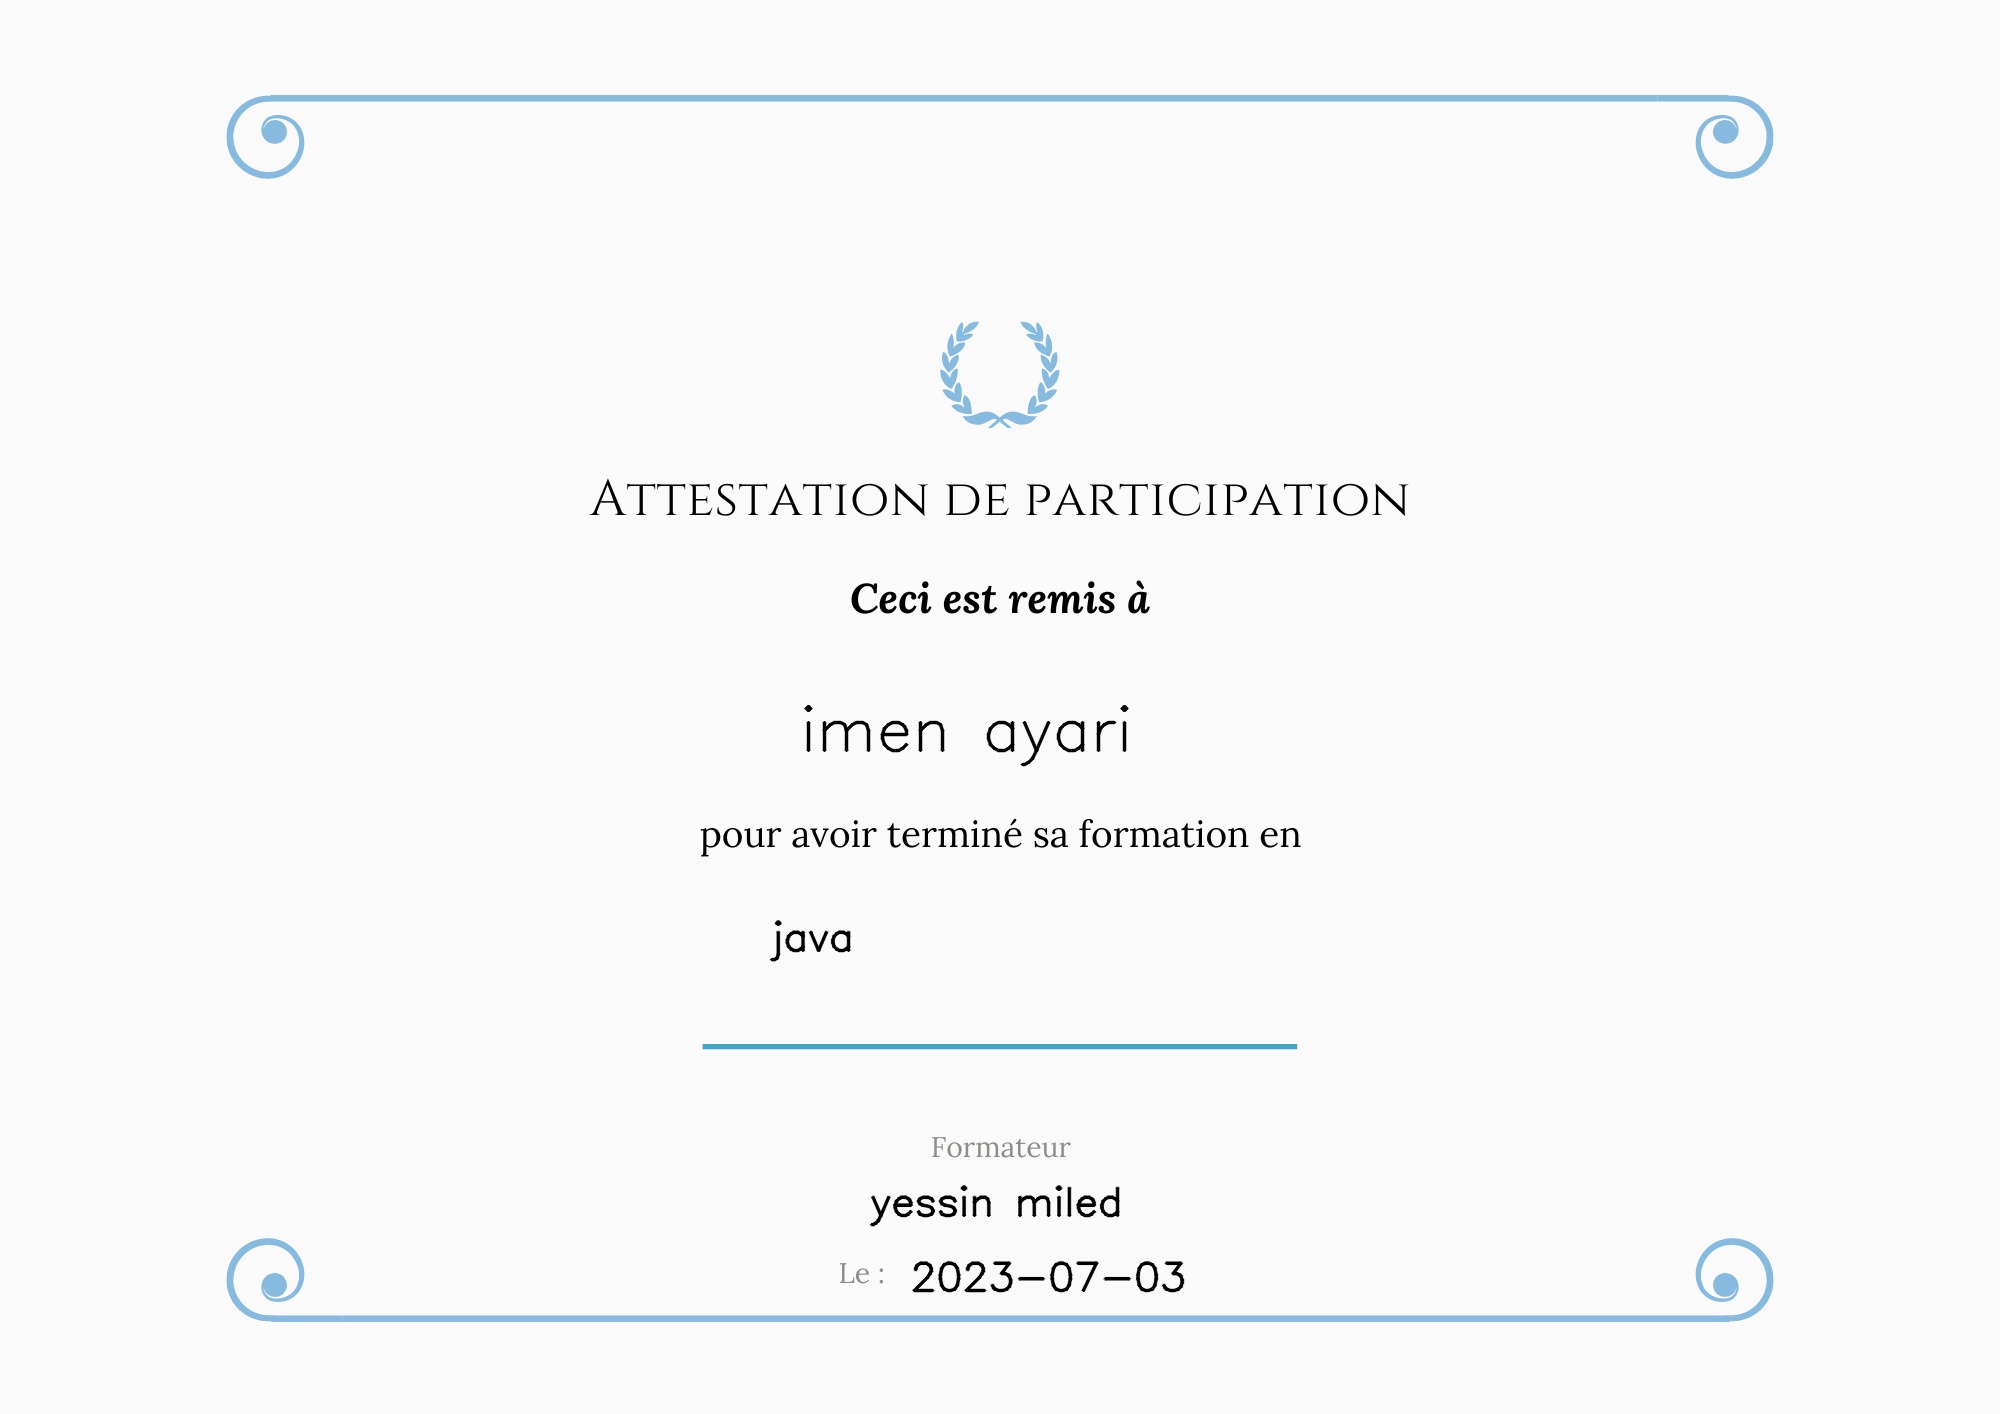 Attestation de participation
Ceci est remis à
imen ayari
pour avoir terminé sa formation en
java
Formateur
yessin miled
Le : 2023-07-03